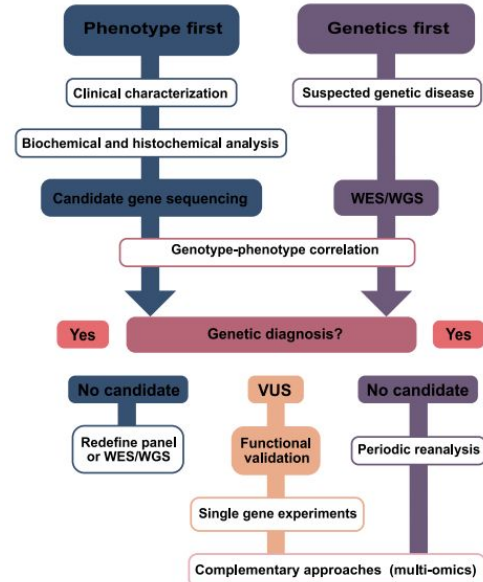 Phenotype first
Genetics first
Clinical characterization
Suspected genetic disease
Biochemical and histochemical analysis
Candidate gene sequencing
WES/WGS
Genotype-phenotype correlation
Yes
Genetic diagnosis?
Yes
No candidate
VUS
No candidate
Redefine panel
or WES/WGS
Functional
validation
Periodic reanalysis
Single gene experiments
Complementary approaches (multi-omics)